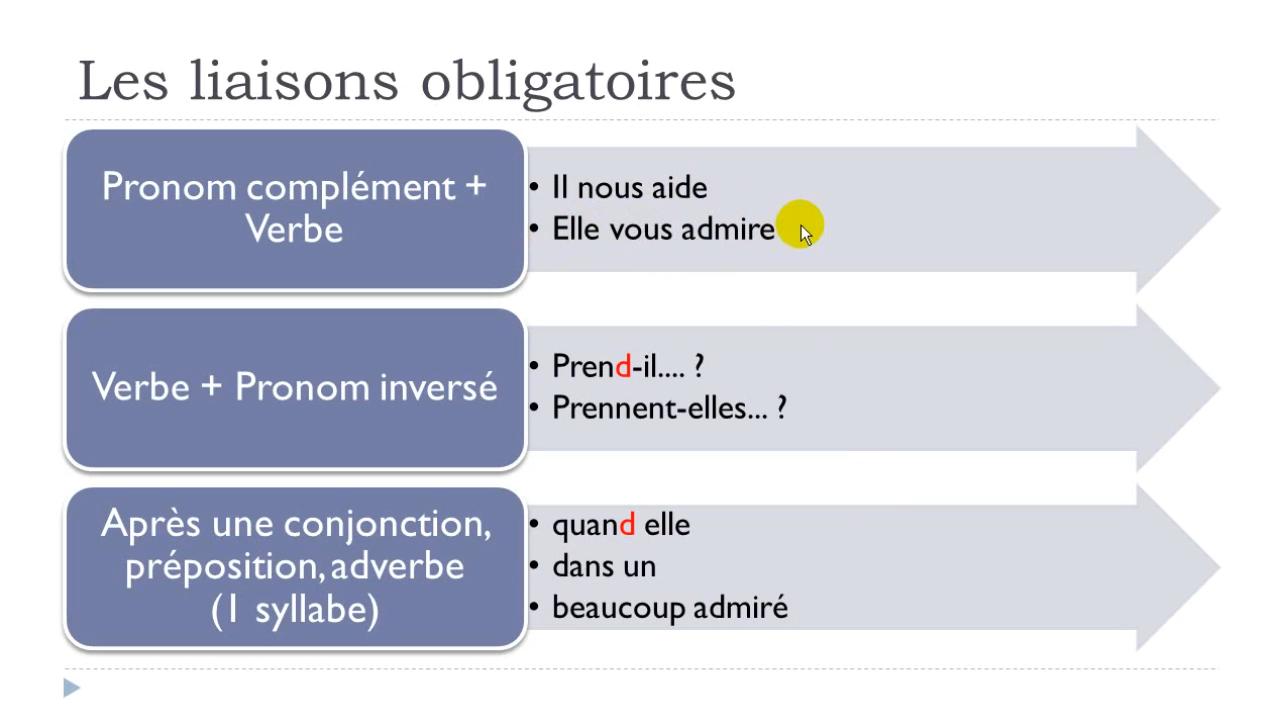 Les liaisons obligatoires
Pronom complément +
Verbe
• Il nous aide
• Elle vous admire
Verbe + Pronom inversé
• Prend-il.... ?
• Prennent-elles... ?
Après une conjonction,
préposition, adverbe
(1 syllabe)
• quand elle
• dans un
• beaucoup admiré